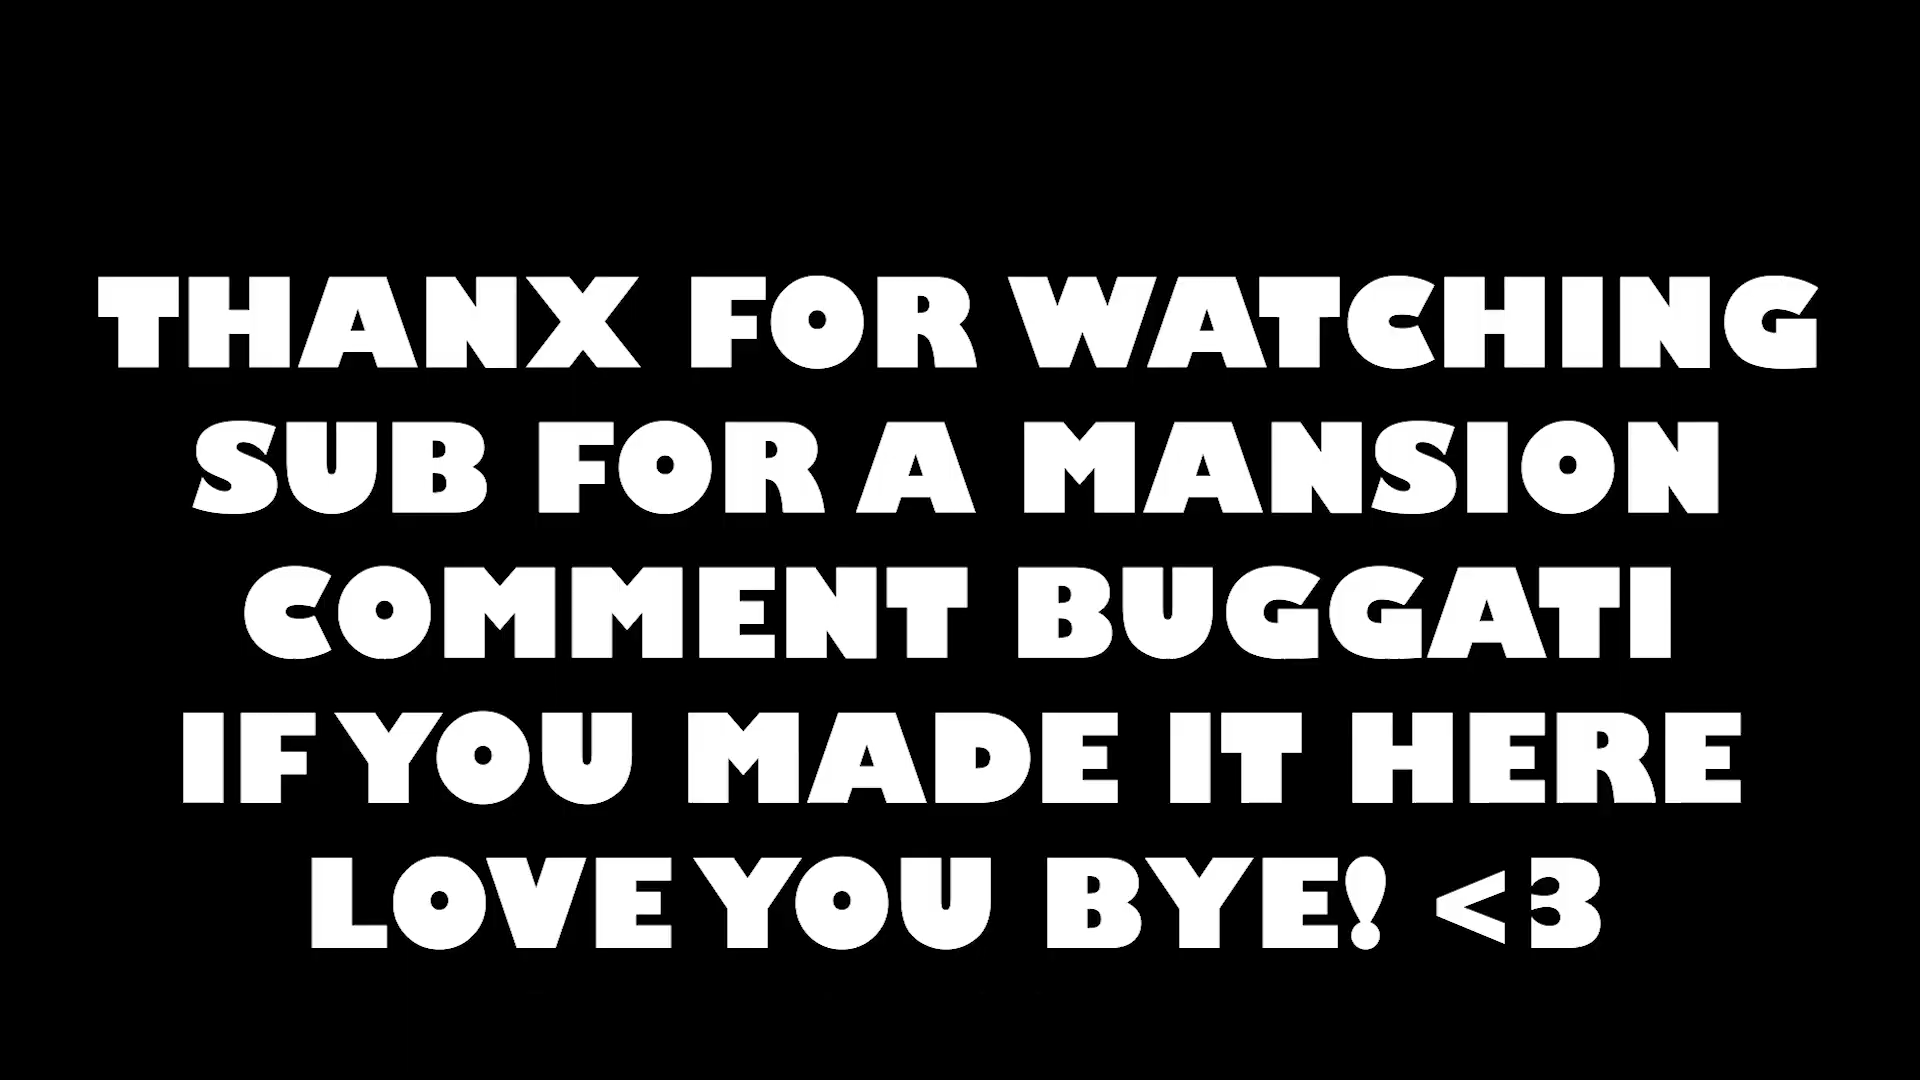 THANX FOR WATCHING
SUB FOR A MANSION
COMMENT BUGGATI
IF YOU MADE IT HERE
LOVE YOU BYE! <3